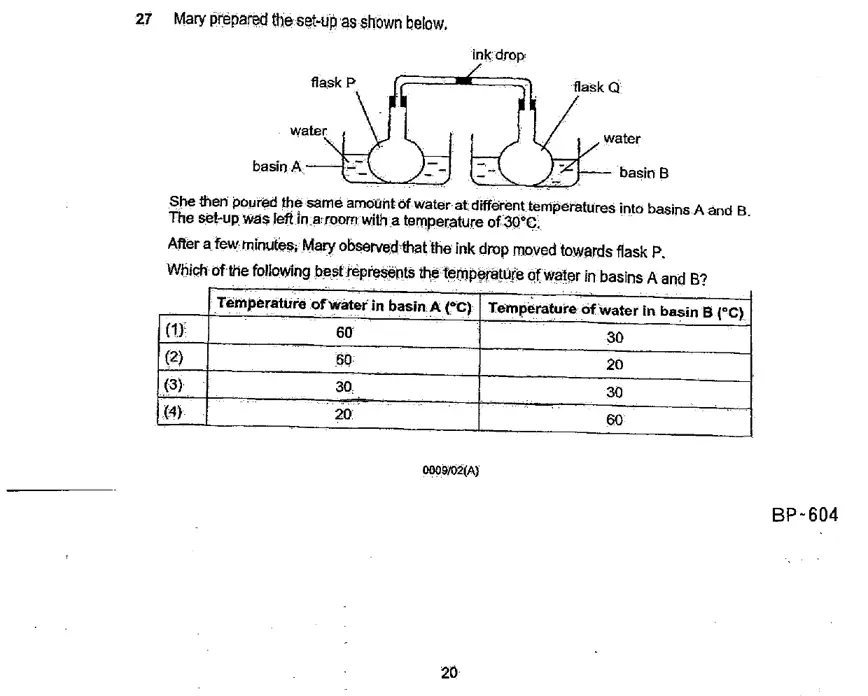 27 Mary prepared the set-up as shown below.
ink drop
flask P
flask Q
water
water
basin A
basin B
She then poured the same amount of water at different temperatures into basins A and B.
The set-up was left in a room with a temperature of 30°C.
After a few minutes, Mary observed that the ink drop moved towards flask P.
Which of the following best represents the temperature of water in basins A and B?
Temperature of water in basin A (°C) Temperature of water in basin B (°C)
(1) 60 30
(2) 60 20
(3) 30 30
(4) 20 60
0009/02(A)
BP-604
20